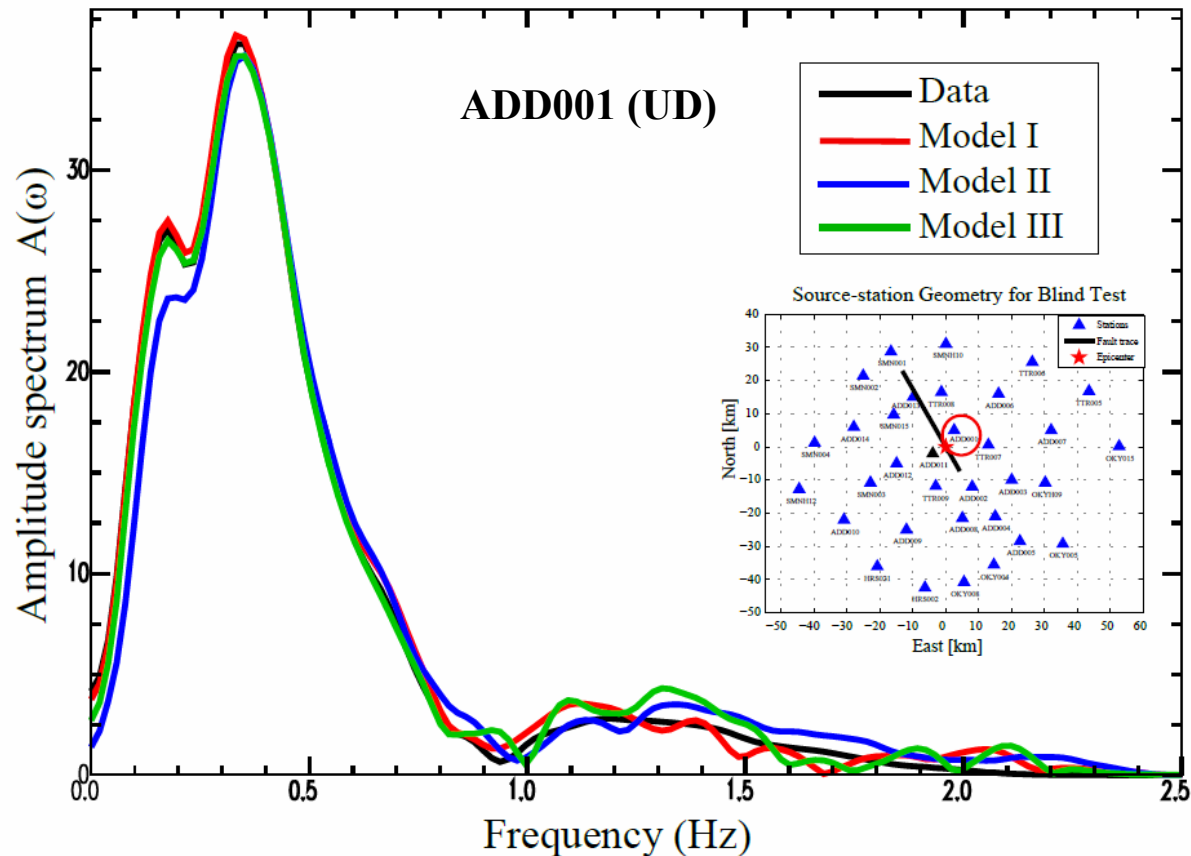 ADD001 (UD)
Data
Model I
Model II
Model III
Amplitude spectrum A(ω)
30
20
10
0
0.0 0.5 1.0 1.5 2.0 2.5
Frequency (Hz)
Source-station Geometry for Blind Test
Stations
Fault trace
Epicenter
North [km]
40
30
20
10
0
−10
−20
−30
−40
−50
SMN001
SMNH10
TTR006
SMN002
TTR005
ADD013
TTR008
ADD006
SMN015
ADD014
ADD001
ADD007
SMN004
ADD011
TTR007
OKY015
ADD012
SMNH12
SMN003
TTR009
ADD002
ADD003
OKYH09
ADD010
ADD009
ADD008
ADD004
ADD005
OKY005
HRS021
HRS002
OKY008
OKY004
−50 −40 −30 −20 −10 0 10 20 30 40 50 60
East [km]